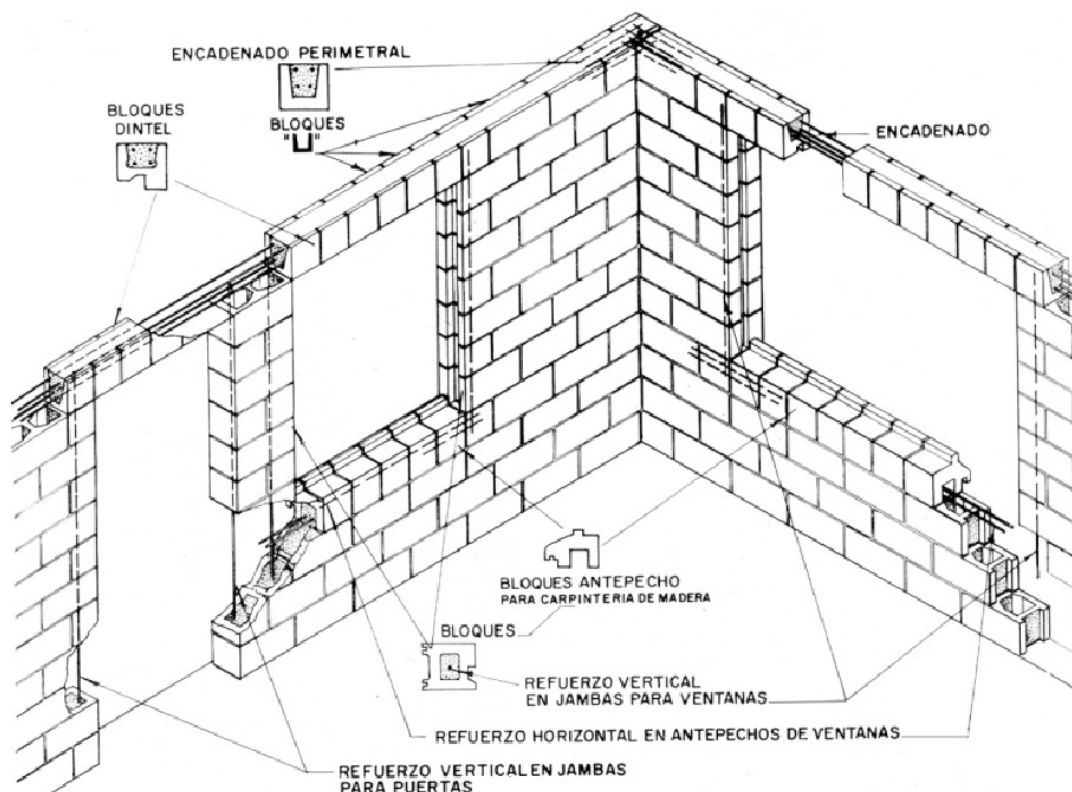 ENCADENADO PERIMETRAL
BLOQUES
DINTEL
"BLOQUES"
ENCADENADO
BLOQUES ANTEPECHO
PARA CARPINTERIA DE MADERA
BLOQUES
REFUERZO VERTICAL
EN JAMBAS PARA VENTANAS
REFUERZO HORIZONTAL EN ANTEPECHOS DE VENTANAS
REFUERZO VERTICAL EN JAMBAS
PARA PUERTAS